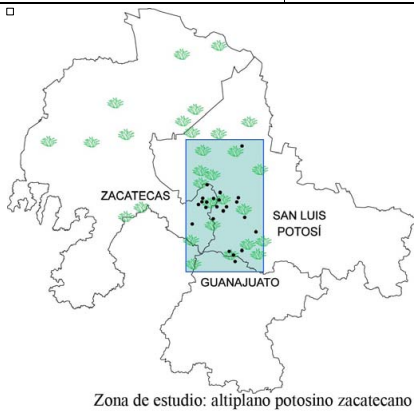 ZACATECAS
SAN LUIS
POTOSÍ
GUANAJUATO
Zona de estudio: altiplano potosino zacatecano